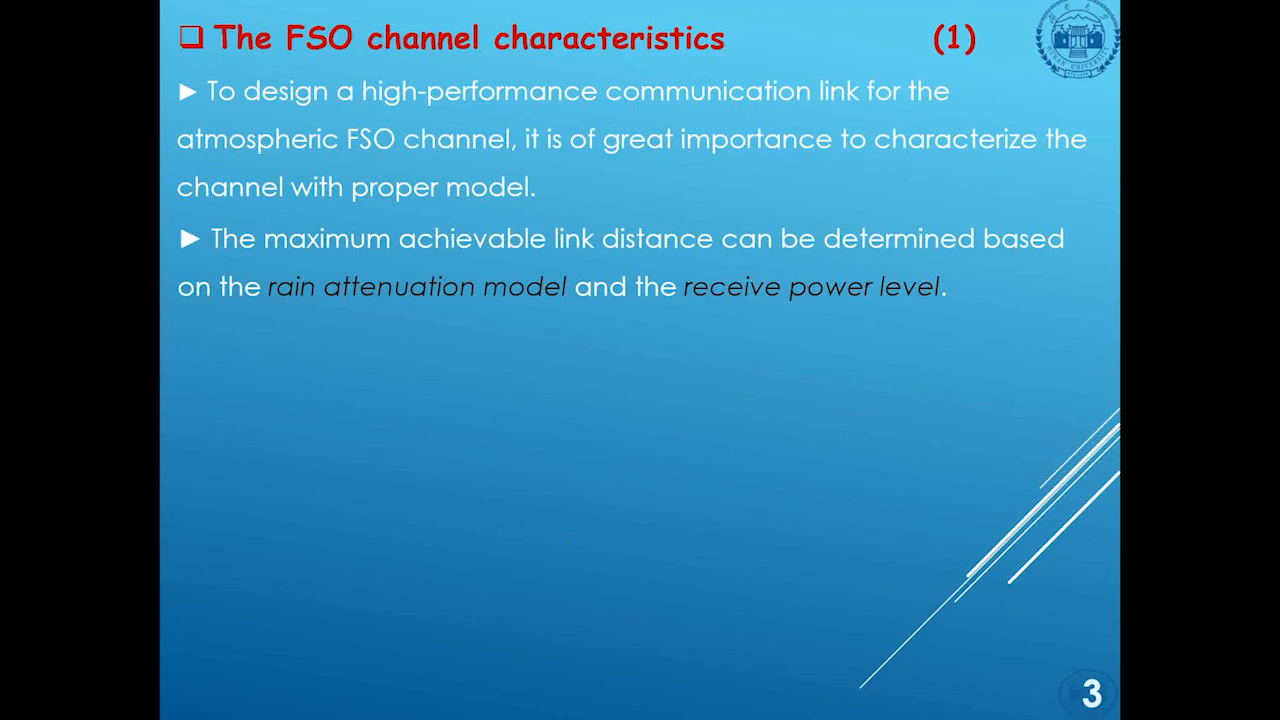 ❑ The FSO channel characteristics (1)
► To design a high-performance communication link for the
atmospheric FSO channel, it is of great importance to characterize the
channel with proper model.
► The maximum achievable link distance can be determined based
on the rain attenuation model and the receive power level.
3